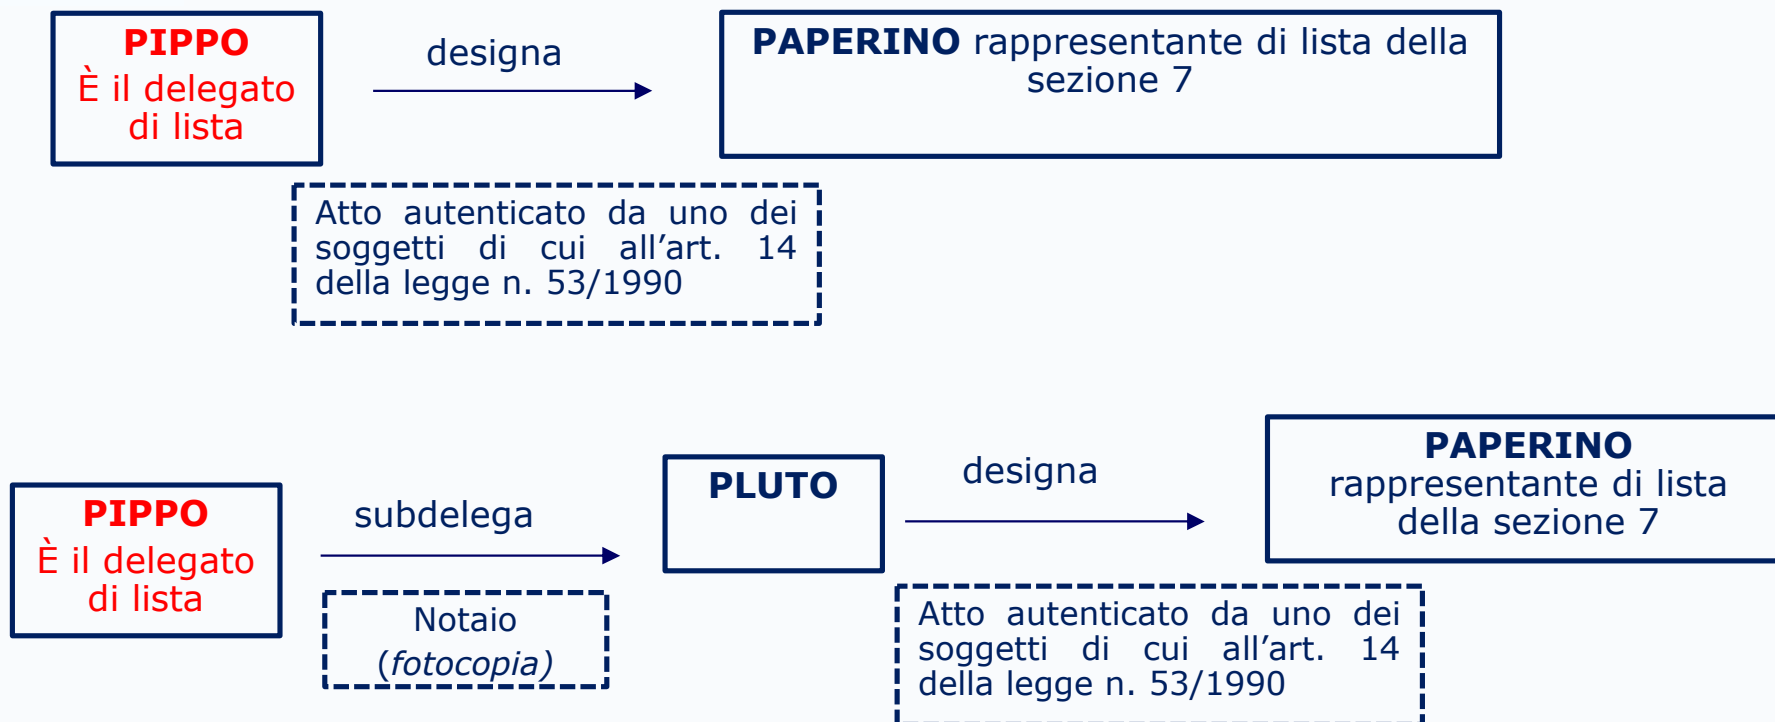 PIPPO
È il delegato
di lista
designa
PAPERINO rappresentante di lista della
sezione 7
Atto autenticato da uno dei
soggetti di cui all’art. 14
della legge n. 53/1990
PIPPO
È il delegato
di lista
subdelega
Notaio
(fotocopia)
PLUTO
designa
PAPERINO
rappresentante di lista
della sezione 7
Atto autenticato da uno dei
soggetti di cui all’art. 14
della legge n. 53/1990